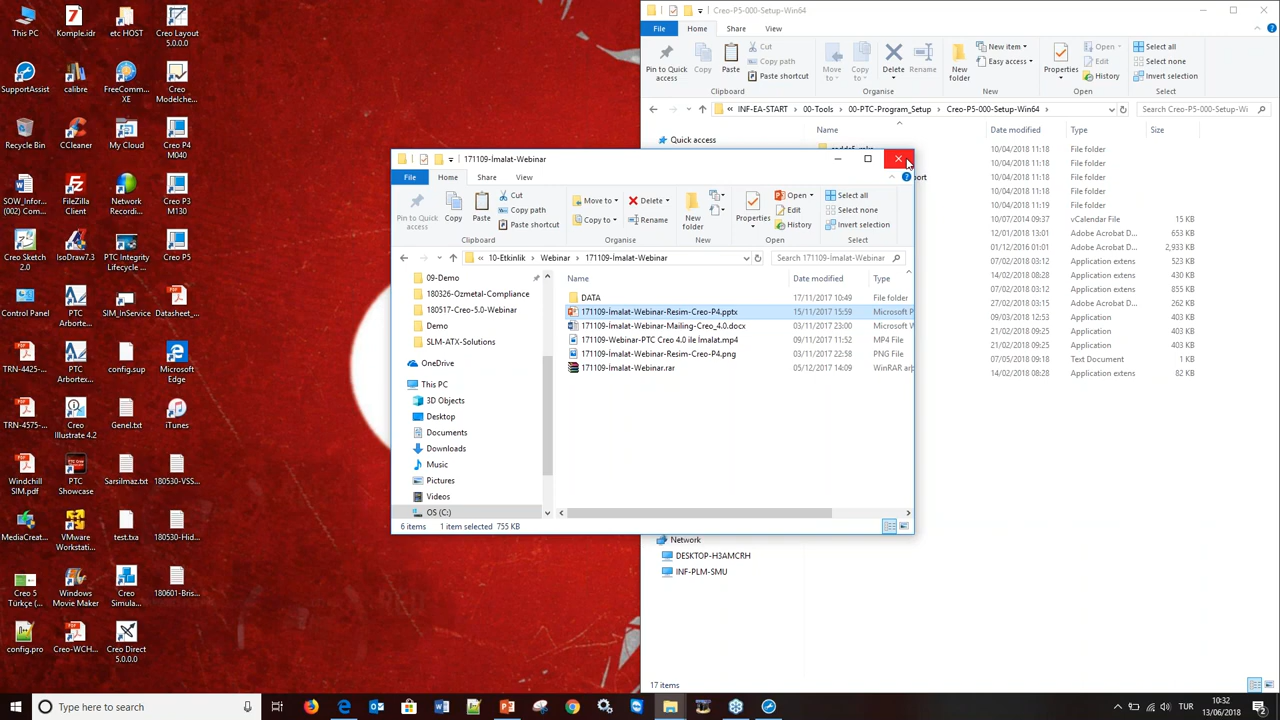 This PC
Komple.idr
etc HOST
Creo Layout
5.0.0.0
SupportAssist
calibre
FreeComm...
XE
Creo
Modelche...
Recycle Bin
CCleaner
My Cloud
Creo P4
M040
SOW_Infor...
(002) Com...
FileZilla
Client
Network
Recordi...
Creo P3
M130
Creo Sketch
2.0
IsoDraw7.3
PTC Integrity
Lifecycle ...
Creo P5
Control Panel
PTC
Arborte...
SIM_InService
Datasheet_...
TRN-4425-...
PTC
Arbortex...
config.sup
Microsoft
Edge
TRN-4575-...
Creo
Illustrate 4.2
Genel.txt
iTunes
Windchill
SIM.pdf
PTC
Showcase
Sarsilmaz.txt
180530-VSS...
MediaCreat...
VMware
Workstati...
test.txa
180530-Hid...
Creo 5
Türkçe (I...
Windows
Movie Maker
Creo
Simula...
180601-Bris...
config.pro
Creo-WCH...
Creo Direct
5.0.0.0
Creo-P5-000-Setup-Win64
File
Home
Share
View
Pin to Quick
access
Copy
Paste
Cut
Copy path
Paste shortcut
Clipboard
Move
to
Copy
to
Delete
Rename
Organise
New
folder
New item
Easy access
New
Properties
Open
Edit
History
Open
Select all
Select none
Invert selection
Select
« INF-EA-START > 00-Tools > 00-PTC-Program_Setup > Creo-P5-000-Setup-Win64 >
Search Creo-P5-000-Setup-Wi
Quick access
Name
Date modified
Type
Size
10/04/2018 11:18 File folder
10/04/2018 11:18 File folder
10/04/2018 11:18 File folder
10/04/2018 11:18 File folder
10/04/2018 11:19 File folder
10/07/2014 09:37 vCalendar File 15 KB
12/01/2018 13:01 Adobe Acrobat D... 653 KB
01/12/2018 01:01 Adobe Acrobat D... 2,933 KB
07/02/2018 03:12 Application extens 523 KB
14/02/2018 08:28 Application extens 430 KB
07/02/2018 03:12 Application extens 855 KB
27/02/2018 03:15 Adobe Acrobat D... 262 KB
09/03/2018 12:53 Application extens 403 KB
07/02/2018 03:12 Application extens 403 KB
20/02/2018 21:25 Application extens 403 KB
07/05/2018 09:18 Text Document 1 KB
14/02/2018 08:28 Application extens 82 KB
Network
DESKTOP-H3AMCRH
INF-PLM-SMU
17 items
171109-İmalat-Webinar
File
Home
Share
View
Pin to Quick
access
Copy
Paste
Cut
Copy path
Paste shortcut
Clipboard
Move to
Copy to
Delete
Rename
Organise
New
folder
New
Properties
Open
Edit
History
Open
Select all
Select none
Invert selection
Select
« 10-Etkinlik > Webinar > 171109-İmalat-Webinar
Search 171109-İmalat-Webinar
09-Demo
180326-Ozmetal-Compliance
180517-Creo-5.0-Webinar
Demo
SLM-ATX-Solutions
OneDrive
This PC
3D Objects
Desktop
Documents
Downloads
Music
Pictures
Videos
OS (C:)
Name
Date modified
Type
DATA 17/11/2017 10:49 File folder
171109-İmalat-Webinar-Resim-Creo-P4.pptx 15/11/2017 15:59 Microsoft P
171109-İmalat-Webinar-Mailing-Creo_4.0.docx 03/11/2017 23:00 Microsoft W
171109-Webinar-PTC Creo 4.0 ile İmalat.mp4 09/11/2017 11:52 MP4 File
171109-İmalat-Webinar-Resim-Creo-P4.png 03/11/2017 22:58 PNG File
171109-İmalat-Webinar.rar 05/12/2017 14:09 WinRAR ar
6 items
1 item selected 755 KB
Type here to search
TUR
10:32
13/06/2018